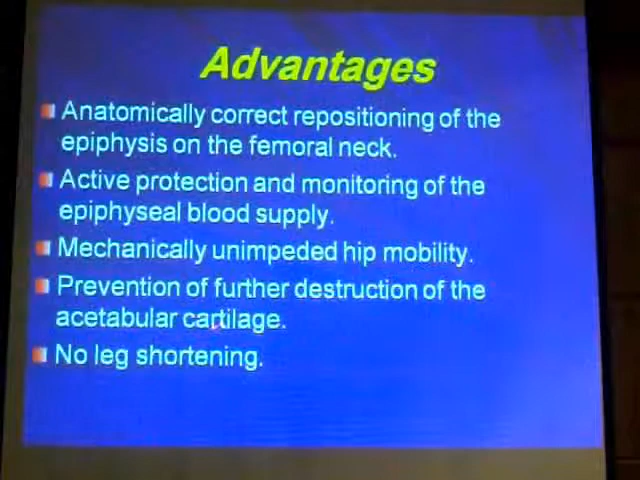 Advantages
Anatomically correct repositioning of the
epiphysis on the femoral neck.
Active protection and monitoring of the
epiphyseal blood supply.
Mechanically unimpeded hip mobility.
Prevention of further destruction of the
acetabular cartilage.
No leg shortening.